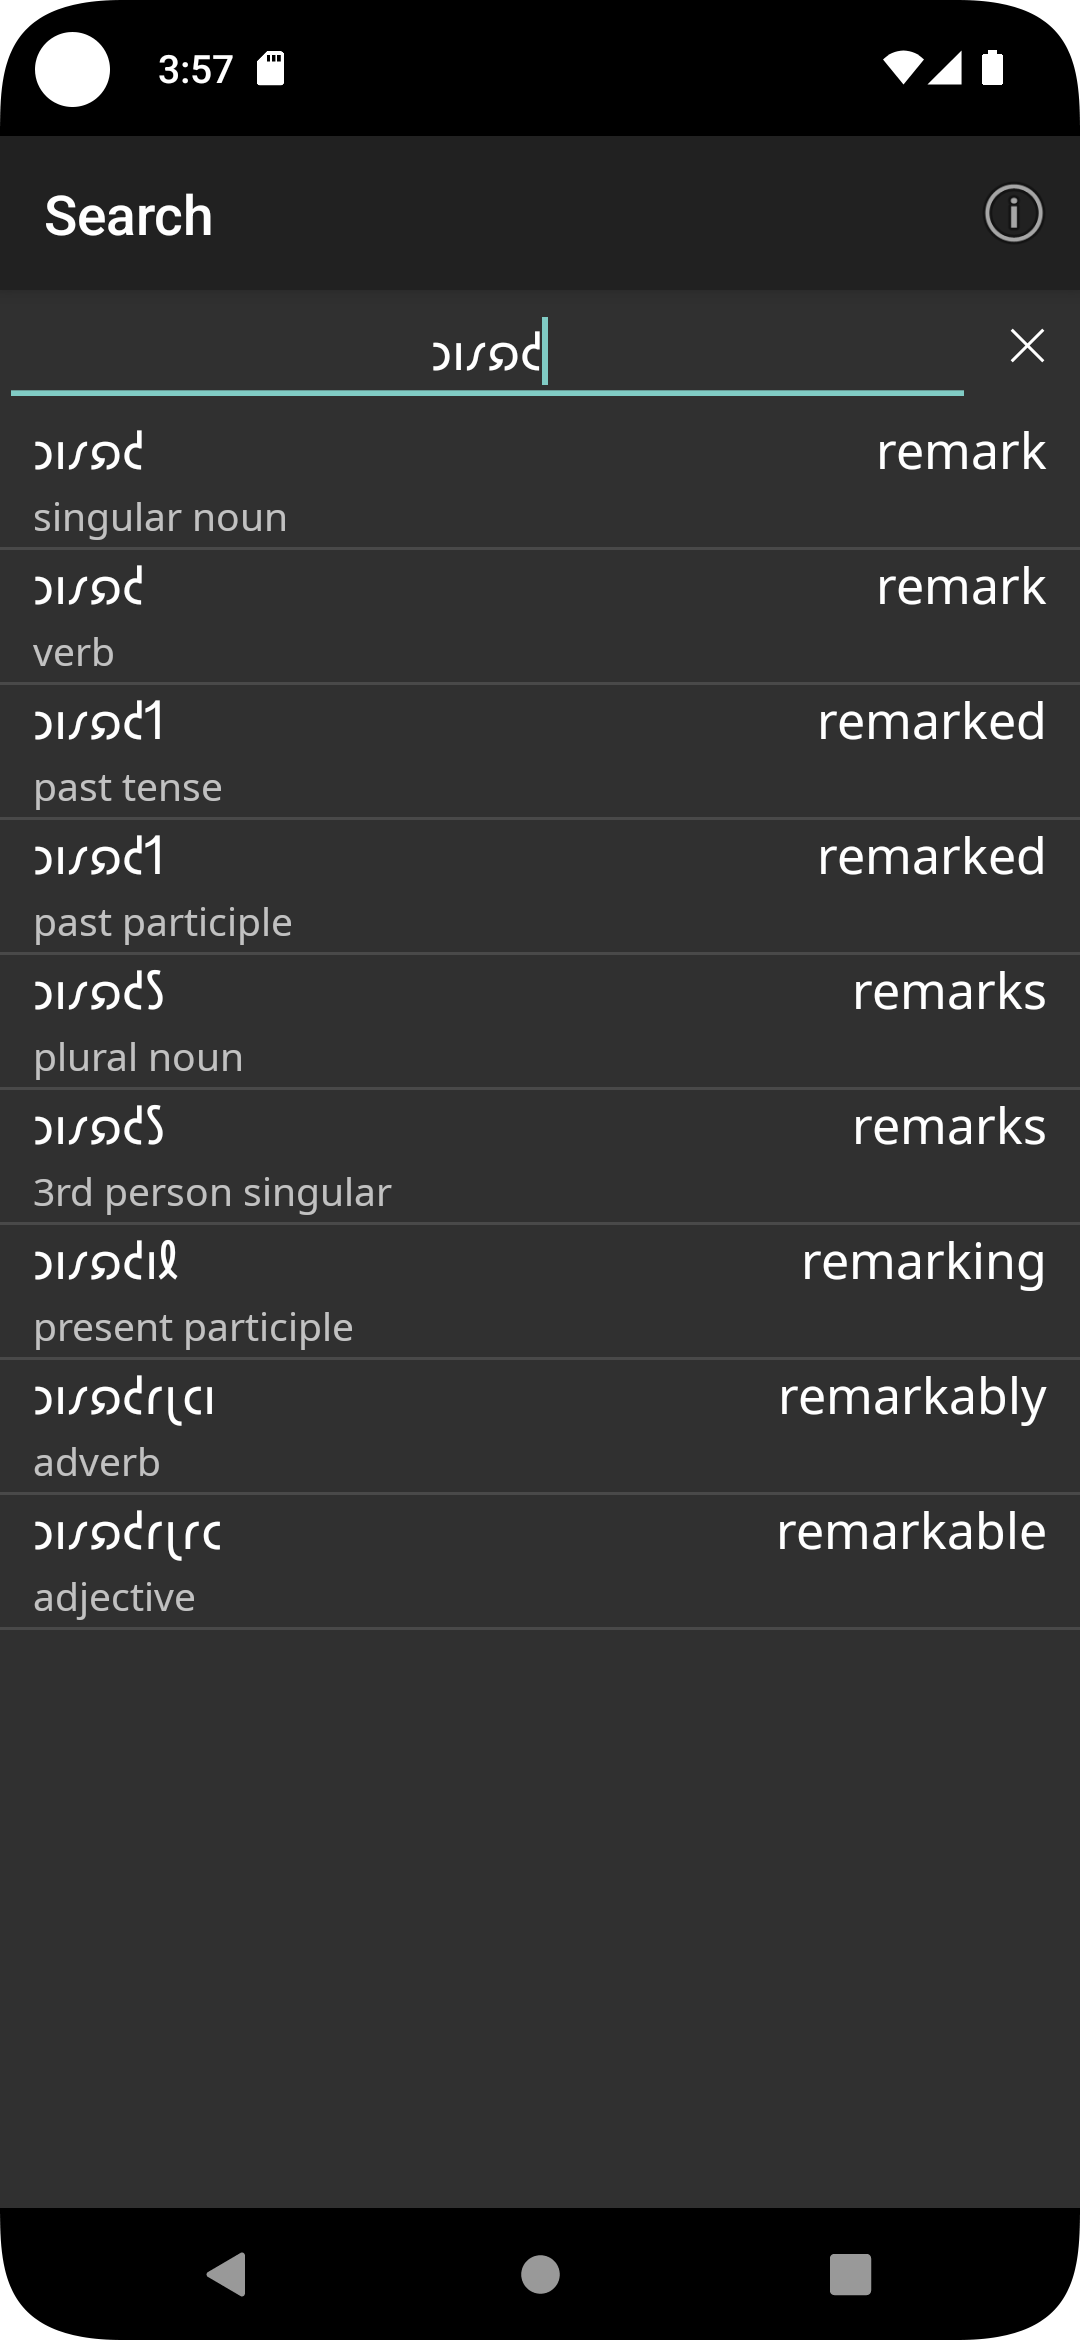 3:57
Search
𐑮𐑦𐑥𐑸𐑒
𐑮𐑦𐑥𐑸𐑒 remark
singular noun
𐑮𐑦𐑥𐑸𐑒 remark
verb
𐑮𐑦𐑥𐑸𐑒𐑑 remarked
past tense
𐑮𐑦𐑥𐑸𐑒𐑑 remarked
past participle
𐑮𐑦𐑥𐑸𐑒𐑕 remarks
plural noun
𐑮𐑦𐑥𐑸𐑒𐑕 remarks
3rd person singular
𐑮𐑦𐑥𐑸𐑒𐑦𐑙 remarking
present participle
𐑮𐑦𐑥𐑸𐑒𐑩𐑚𐑤𐑦 remarkably
adverb
𐑮𐑦𐑥𐑸𐑒𐑩𐑚𐑩𐑤 remarkable
adjective